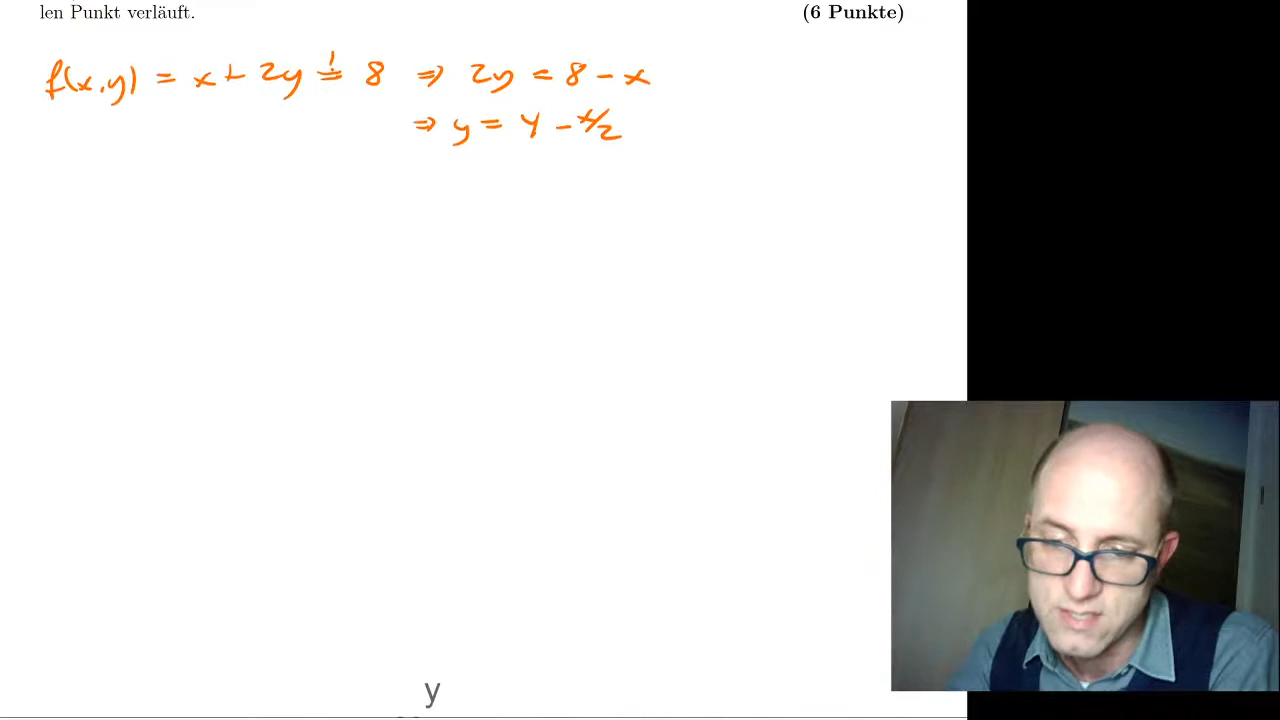 len Punkt verläuft. (6 Punkte)
f(x,y) = x + 2y != 8 ⇒ 2y = 8 - x
⇒ y = 4 - x/2
y